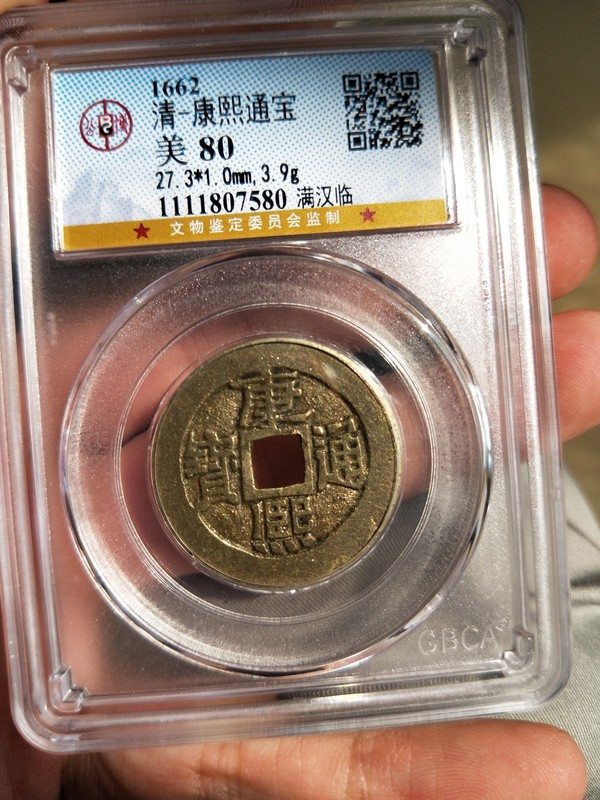 1662
清-康熙通宝
美 80
27.3*1.0mm,3.9g
1111807580 满汉临
文物鉴定委员会监制
康
寶 通
熙
GBCA